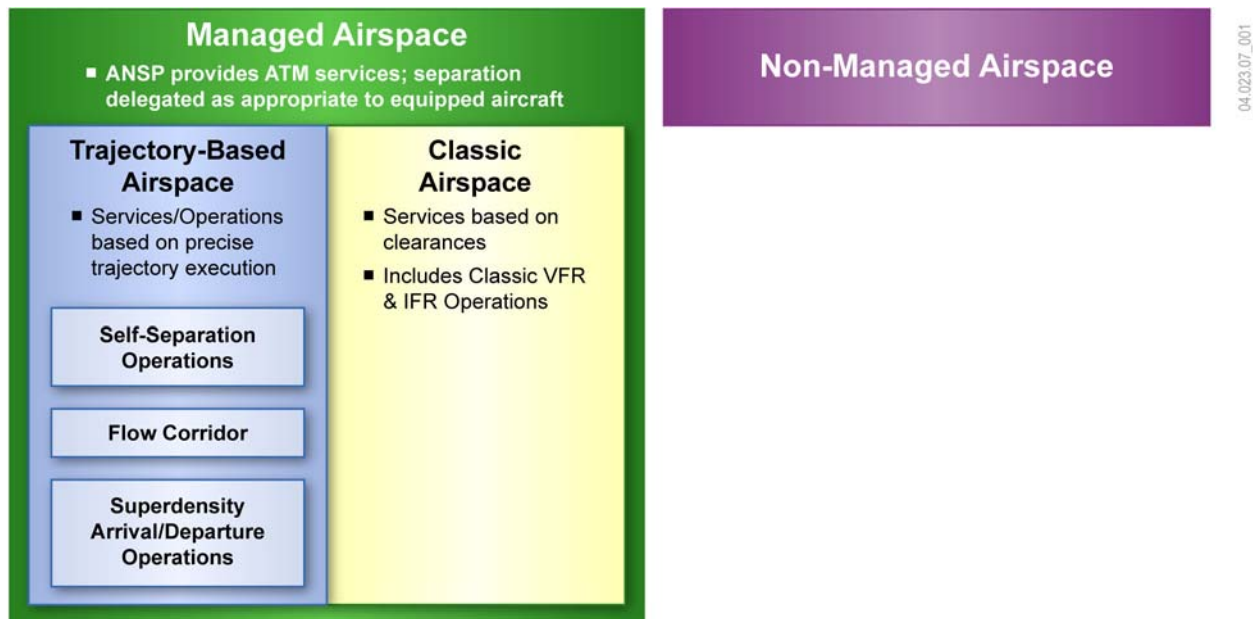 Managed Airspace
▪ ANSP provides ATM services; separation
delegated as appropriate to equipped aircraft
Trajectory-Based
Airspace
▪ Services/Operations
based on precise
trajectory execution
Self-Separation
Operations
Flow Corridor
Superdensity
Arrival/Departure
Operations
Classic
Airspace
▪ Services based on
clearances
▪ Includes Classic VFR
& IFR Operations
Non-Managed Airspace
04.023.07_001